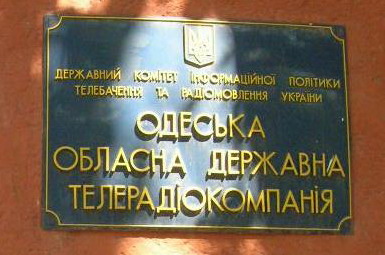 ДЕРЖАВНИЙ КОМІТЕТ ІНФОРМАЦІЙНОЇ ПОЛІТИКИ
ТЕЛЕБАЧЕННЯ ТА РАДІОМОВЛЕННЯ УКРАЇНИ
ОДЕСЬКА
ОБЛАСНА ДЕРЖАВНА
ТЕЛЕРАДІОКОМПАНІЯ